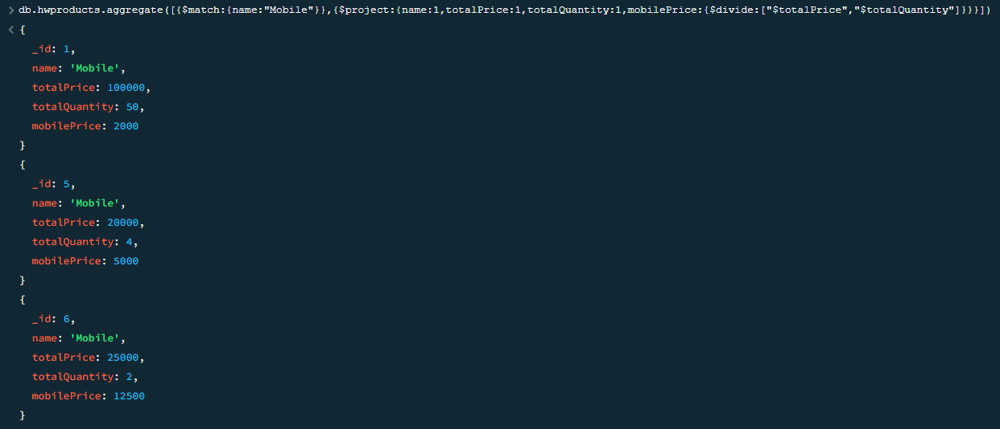 > db.hwproducts.aggregate([{$match:{name:"Mobile"}},{$project:{name:1,totalPrice:1,totalQuantity:1,mobilePrice:{$divide:["$totalPrice","$totalQuantity"]}}}])
< {
_id: 1,
name: 'Mobile',
totalPrice: 100000,
totalQuantity: 50,
mobilePrice: 2000
}
{
_id: 5,
name: 'Mobile',
totalPrice: 20000,
totalQuantity: 4,
mobilePrice: 5000
}
{
_id: 6,
name: 'Mobile',
totalPrice: 25000,
totalQuantity: 2,
mobilePrice: 12500
}